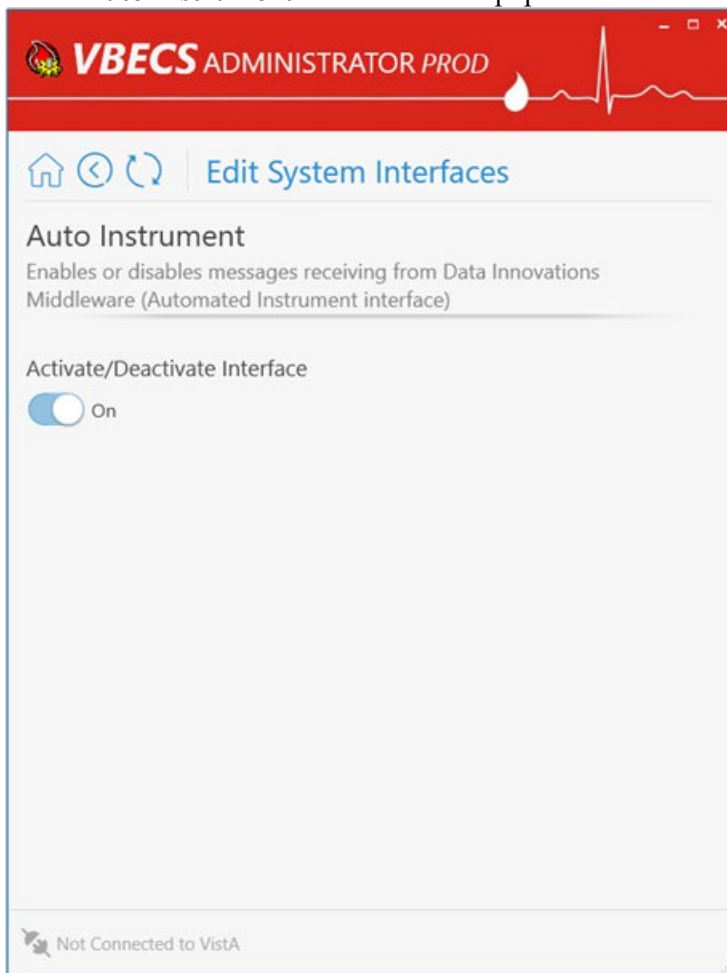 VBECS ADMINISTRATOR PROD
Edit System Interfaces
Auto Instrument
Enables or disables messages receiving from Data Innovations
Middleware (Automated Instrument interface)
Activate/Deactivate Interface
On
Not Connected to VistA